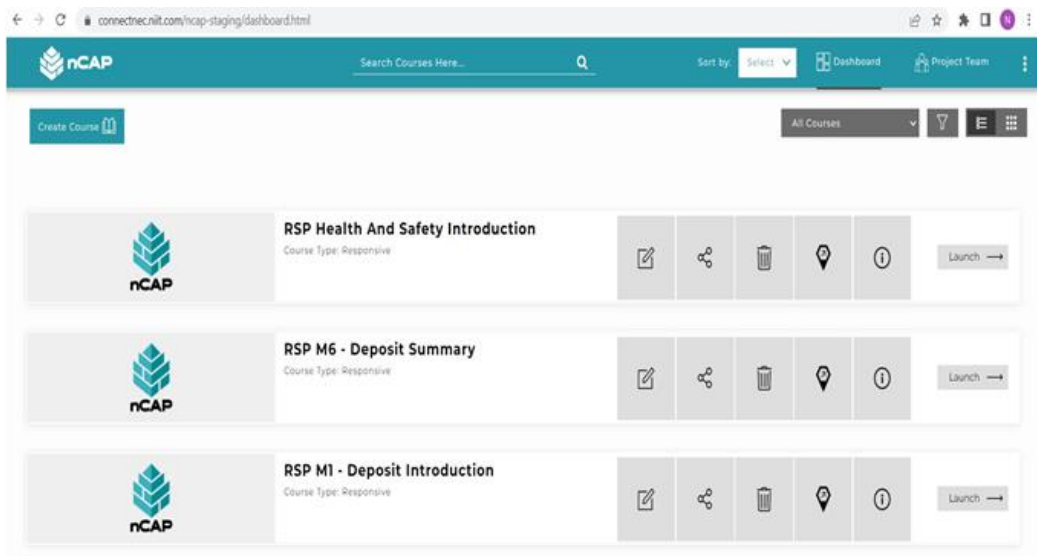 connectnec.niit.com/ncap-staging/dashboard.html
N
nCAP
Search Courses Here...
Sort by:
Select
Dashboard
Project Team
Create Course
All Courses
nCAP
RSP Health And Safety Introduction
Course Type: Responsive
Launch
nCAP
RSP M6 - Deposit Summary
Course Type: Responsive
Launch
nCAP
RSP M1 - Deposit Introduction
Course Type: Responsive
Launch